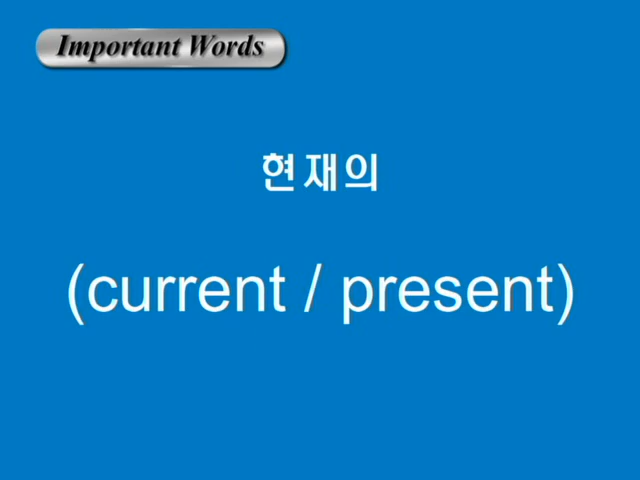 Important Words
현재의
(current / present)